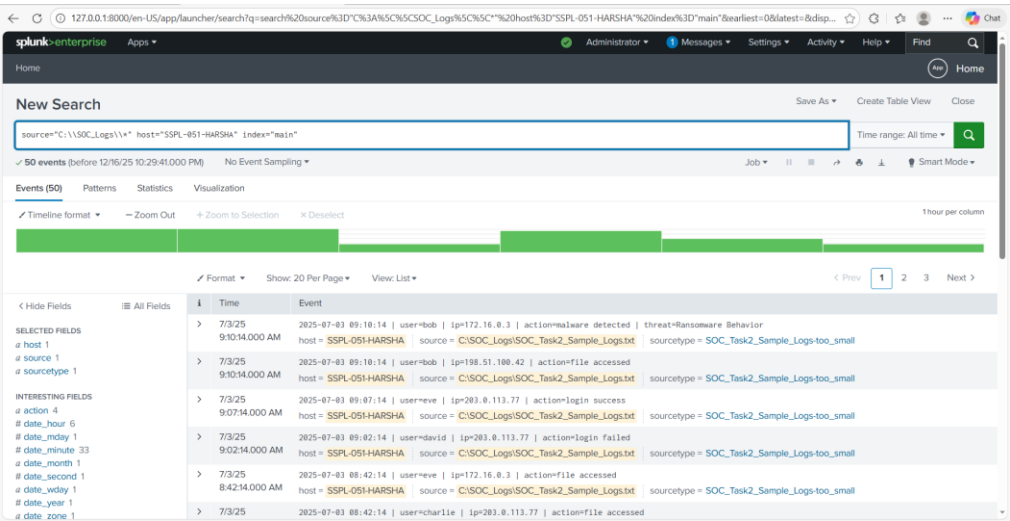 127.0.0.1:8000/en-US/app/launcher/search?q=search%20source%3D"C%3A%5C%5CSOC_Logs%5C%5C*"%20host%3D"SSPL-051-HARSHA"%20index%3D"main"&earliest=0&latest=&disp...
Chat
splunk>enterprise Apps Administrator 1 Messages Settings Activity Help Find
Home App Home
New Search Save As Create Table View Close
source="C:\\SOC_Logs\\*" host="SSPL-051-HARSHA" index="main" Time range: All time
50 events (before 12/16/25 10:29:41.000 PM) No Event Sampling Job Smart Mode
Events (50) Patterns Statistics Visualization
Timeline format — Zoom Out + Zoom to Selection × Deselect 1 hour per column
Format Show: 20 Per Page View: List < Prev 1 2 3 Next >
< Hide Fields All Fields i Time Event
SELECTED FIELDS
a host 1
a source 1
a sourcetype 1
INTERESTING FIELDS
a action 4
# date_hour 6
# date_mday 1
# date_minute 33
a date_month 1
# date_second 1
a date_wday 1
# date_year 1
a date_zone 1
> 7/3/25 9:10:14.000 AM
2025-07-03 09:10:14 | user=bob | ip=172.16.0.3 | action=malware detected | threat=Ransomware Behavior
host = SSPL-051-HARSHA source = C:\SOC_Logs\SOC_Task2_Sample_Logs.txt sourcetype = SOC_Task2_Sample_Logs-too_small
> 7/3/25 9:10:14.000 AM
2025-07-03 09:10:14 | user=bob | ip=198.51.100.42 | action=file accessed
host = SSPL-051-HARSHA source = C:\SOC_Logs\SOC_Task2_Sample_Logs.txt sourcetype = SOC_Task2_Sample_Logs-too_small
> 7/3/25 9:07:14.000 AM
2025-07-03 09:07:14 | user=eve | ip=203.0.113.77 | action=login success
host = SSPL-051-HARSHA source = C:\SOC_Logs\SOC_Task2_Sample_Logs.txt sourcetype = SOC_Task2_Sample_Logs-too_small
> 7/3/25 9:02:14.000 AM
2025-07-03 09:02:14 | user=david | ip=203.0.113.77 | action=login failed
host = SSPL-051-HARSHA source = C:\SOC_Logs\SOC_Task2_Sample_Logs.txt sourcetype = SOC_Task2_Sample_Logs-too_small
> 7/3/25 8:42:14.000 AM
2025-07-03 08:42:14 | user=eve | ip=172.16.0.3 | action=file accessed
host = SSPL-051-HARSHA source = C:\SOC_Logs\SOC_Task2_Sample_Logs.txt sourcetype = SOC_Task2_Sample_Logs-too_small
> 7/3/25
2025-07-03 08:42:14 | user=charlie | ip=203.0.113.77 | action=file accessed